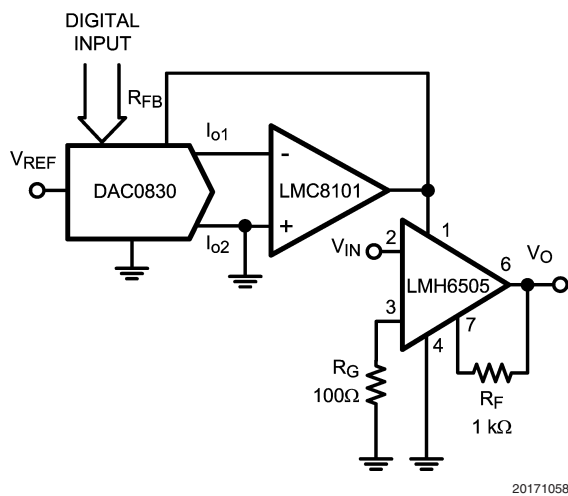 DIGITAL
INPUT
RFB
Io1
VREF
DAC0830
-
LMC8101
+
Io2
VIN
2
1
LMH6505
6
VO
3
7
4
RG
100Ω
RF
1 kΩ
20171058